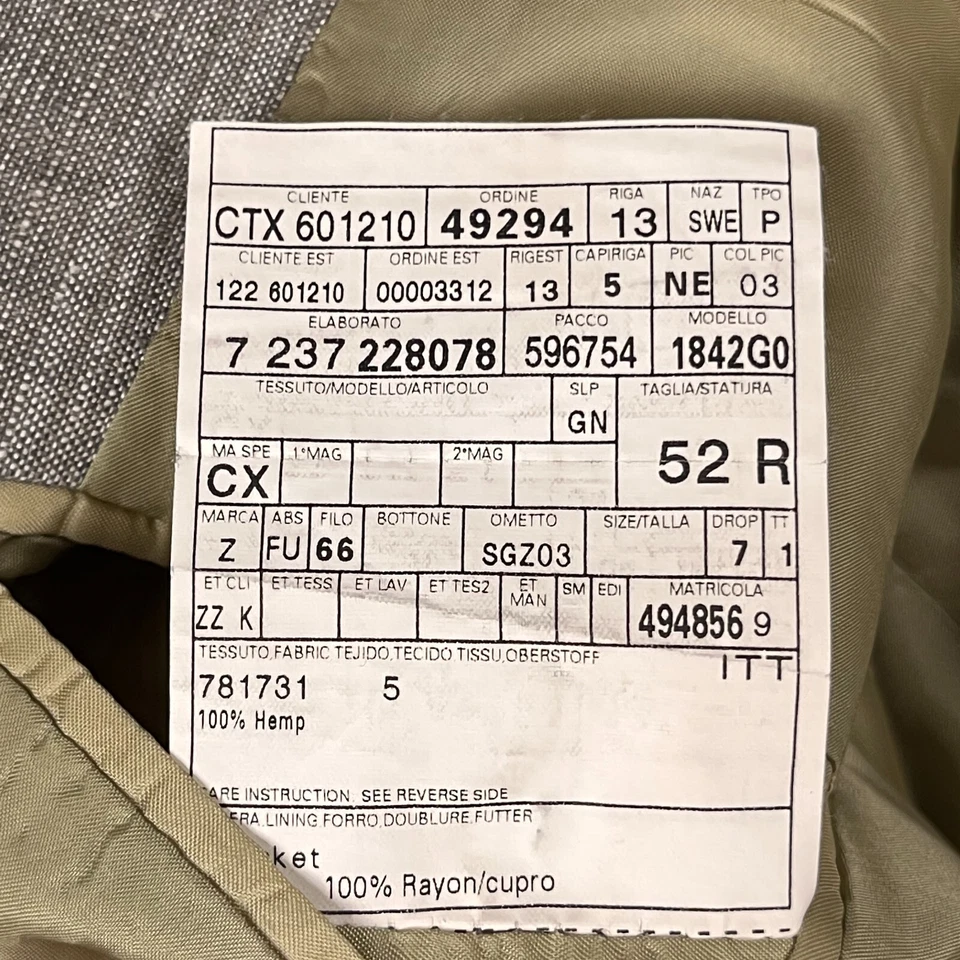 CLIENTE ORDINE RIGA NAZ TPO
CTX 601210 49294 13 SWE P
CLIENTE EST ORDINE EST RIGEST CAPIRIGA PIC COL PIC
122 601210 00003312 13 5 NE 03
ELABORATO PACCO MODELLO
7 237 228078 596754 1842G0
TESSUTO/MODELLO/ARTICOLO SLP TAGLIA/STATURA
GN
52 R
MA SPE 1°MAG 2°MAG
CX
MARCA ABS FILO BOTTONE OMETTO SIZE/TALLA DROP TT
Z FU 66 SGZ03 7 1
ET CLI ET TESS ET LAV ET TES2 ET MAN SM EDI MATRICOLA
ZZ K 494856 9
TESSUTO,FABRIC TEJIDO,TECIDO TISSU,OBERSTOFF
ITT
781731 5
100% Hemp
ARE INSTRUCTION. SEE REVERSE SIDE
ERA,LINING FORRO,DOUBLURE,FUTTER
ket
100% Rayon/cupro